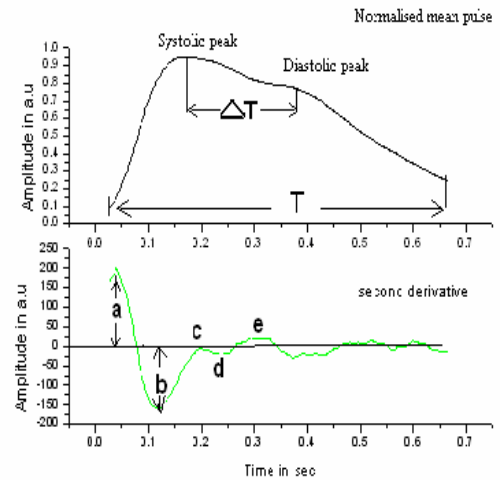 Normalised mean pulse
Systolic peak
Diastolic peak
Amplitude in a.u
1.0
0.9
0.8
0.7
0.6
0.5
0.4
0.3
0.2
0.1
0.0
ΔT
T
0.0 0.1 0.2 0.3 0.4 0.5 0.6 0.7
Amplitude in a.u
250
200
150
100
50
0
-50
-100
-150
-200
second derivative
a
b
c
d
e
0.0 0.1 0.2 0.3 0.4 0.5 0.6 0.7
Time in sec